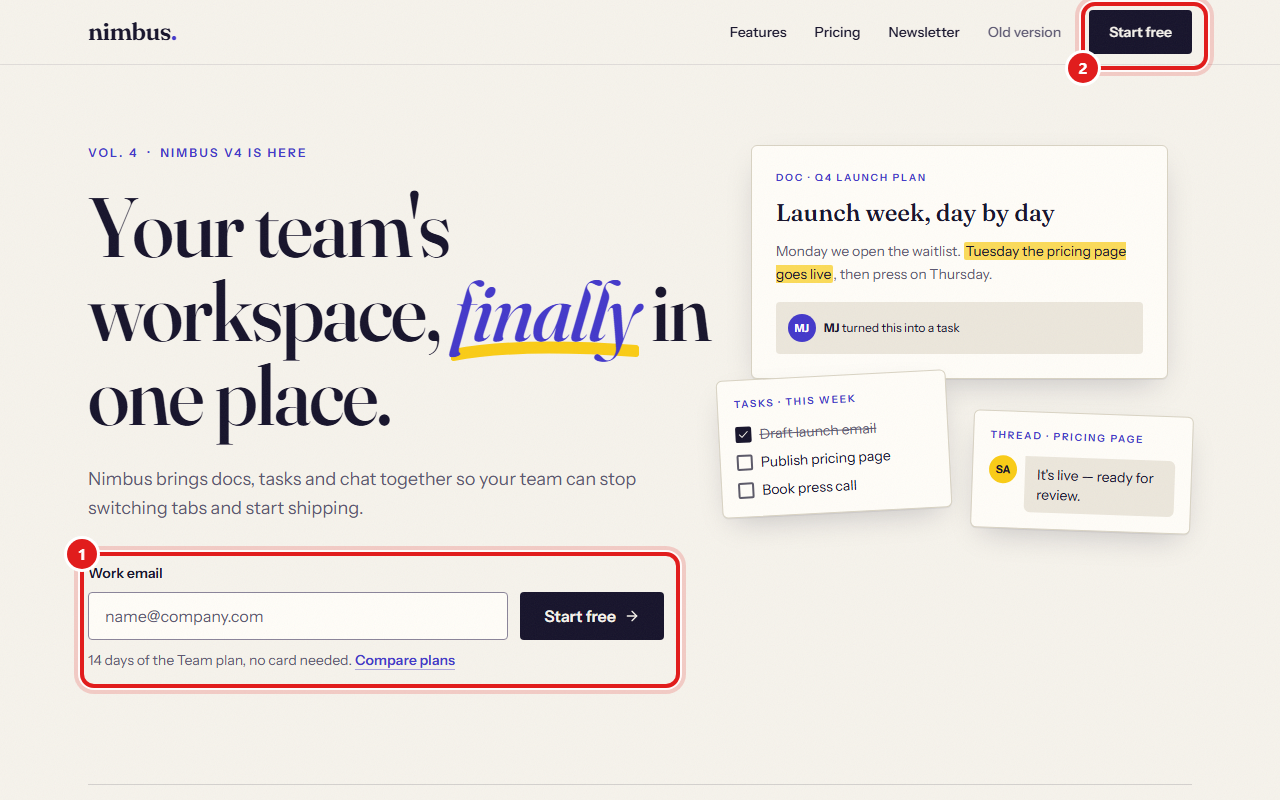 nimbus.
Features
Pricing
Newsletter
Old version
Start free
2
VOL. 4 · NIMBUS V4 IS HERE
Your team's
workspace, finally in
one place.
Nimbus brings docs, tasks and chat together so your team can stop
switching tabs and start shipping.
1
Work email
name@company.com
Start free →
14 days of the Team plan, no card needed. Compare plans
DOC · Q4 LAUNCH PLAN
Launch week, day by day
Monday we open the waitlist. Tuesday the pricing page
goes live, then press on Thursday.
MJ
MJ turned this into a task
TASKS · THIS WEEK
Draft launch email
Publish pricing page
Book press call
THREAD · PRICING PAGE
SA
It's live — ready for
review.